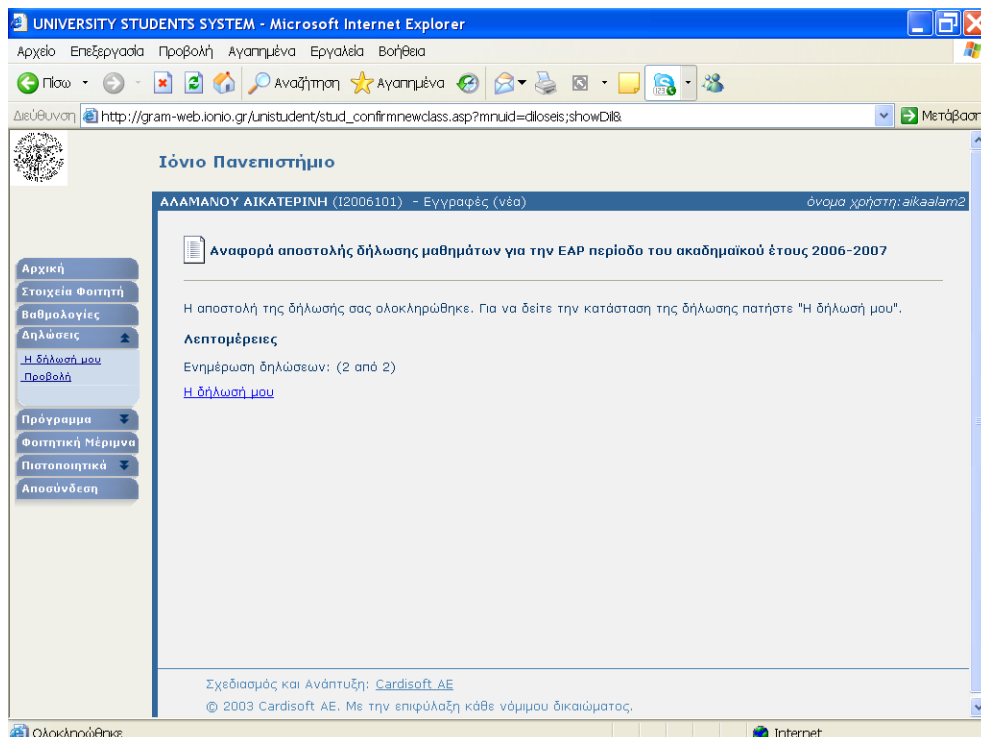 UNIVERSITY STUDENTS SYSTEM - Microsoft Internet Explorer
Αρχείο Επεξεργασία Προβολή Αγαπημένα Εργαλεία Βοήθεια
Πίσω Αναζήτηση Αγαπημένα
Διεύθυνση http://gram-web.ionio.gr/unistudent/stud_confirmnewclass.asp?mnuid=diloseis;showDil& Μετάβαση
Ιόνιο Πανεπιστήμιο
ΑΛΑΜΑΝΟΥ ΑΙΚΑΤΕΡΙΝΗ (Ι2006101) - Εγγραφές (νέα) όνομα χρήστη:aikaalam2
Αναφορά αποστολής δήλωσης μαθημάτων για την ΕΑΡ περίοδο του ακαδημαϊκού έτους 2006-2007
Αρχική
Στοιχεία Φοιτητή
Βαθμολογίες
Δηλώσεις
Η δήλωσή μου
Προβολή
Πρόγραμμα
Φοιτητική Μέριμνα
Πιστοποιητικά
Αποσύνδεση
Η αποστολή της δήλωσής σας ολοκληρώθηκε. Για να δείτε την κατάσταση της δήλωσης πατήστε "Η δήλωσή μου".
Λεπτομέρειες
Ενημέρωση δηλώσεων: (2 από 2)
Η δήλωσή μου
Σχεδιασμός και Ανάπτυξη: Cardisoft AE
© 2003 Cardisoft AE. Με την επιφύλαξη κάθε νόμιμου δικαιώματος.
Ολοκληρώθηκε Internet